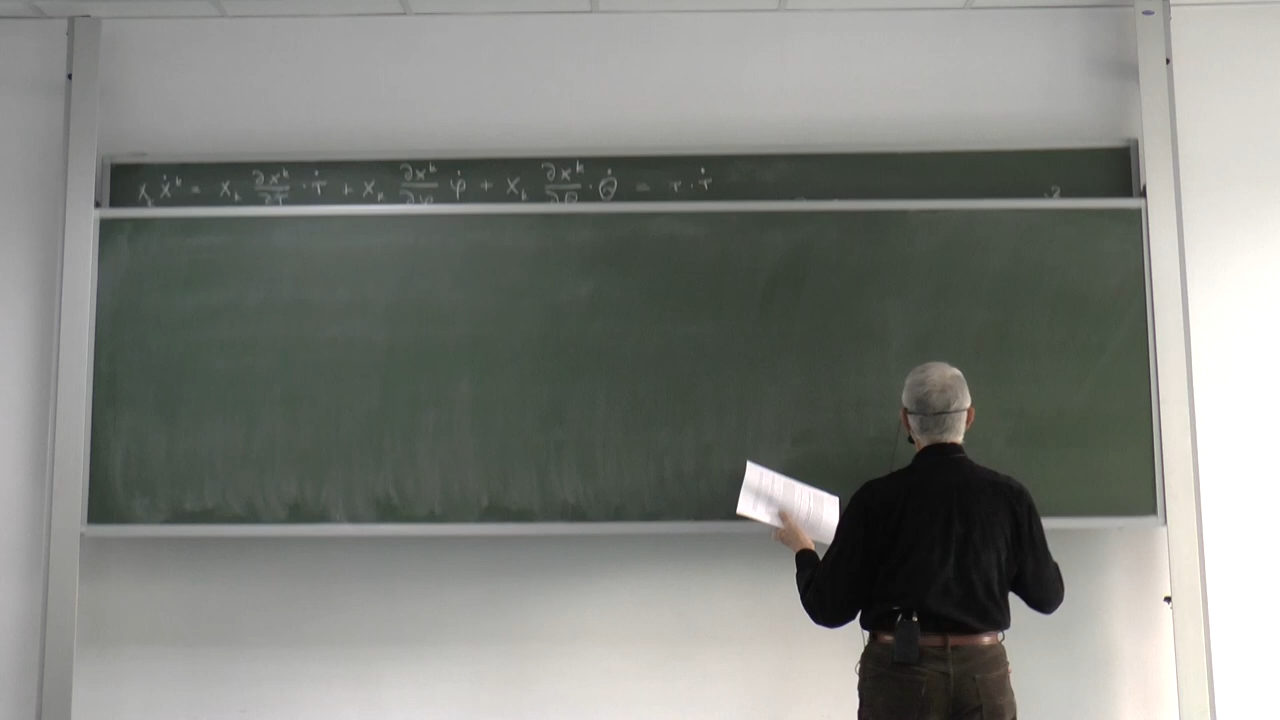 x_k ẋ^k = x_k ∂x^k/∂r · ṙ + x_k ∂x^k/∂φ φ̇ + x_k ∂x^k/∂θ · θ̇ = r · ṙ